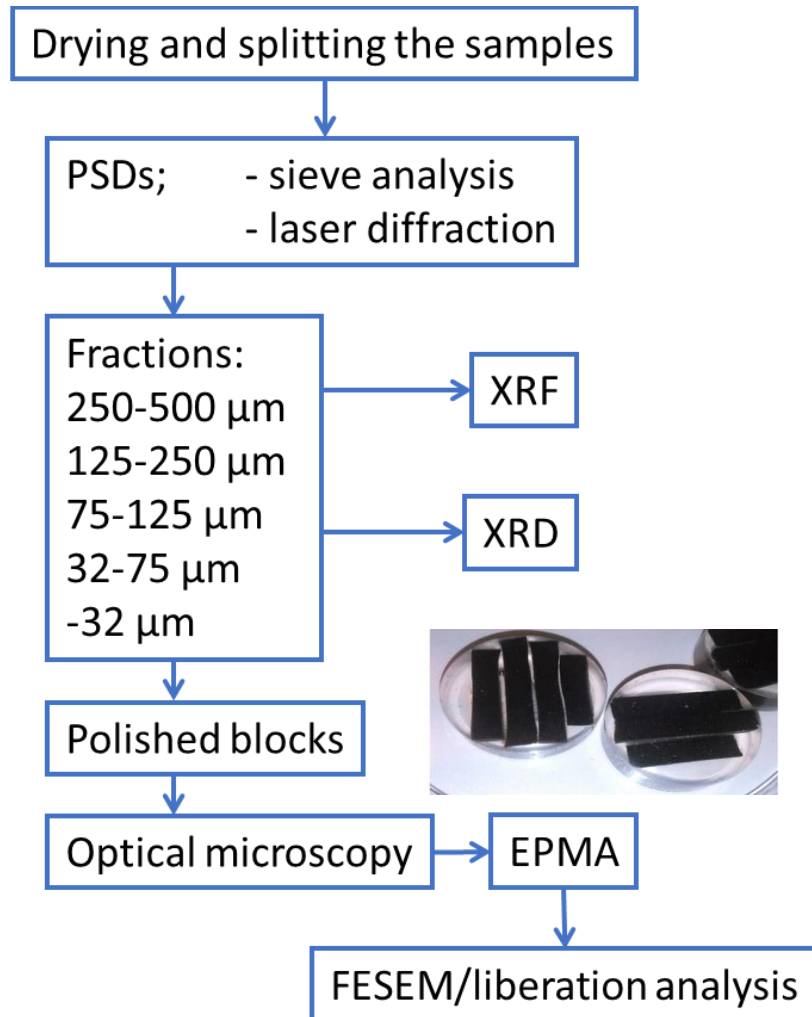 Drying and splitting the samples
PSDs; - sieve analysis
- laser diffraction
Fractions:
250-500 μm
125-250 μm
75-125 μm
32-75 μm
-32 μm
XRF
XRD
Polished blocks
Optical microscopy
EPMA
FESEM/liberation analysis